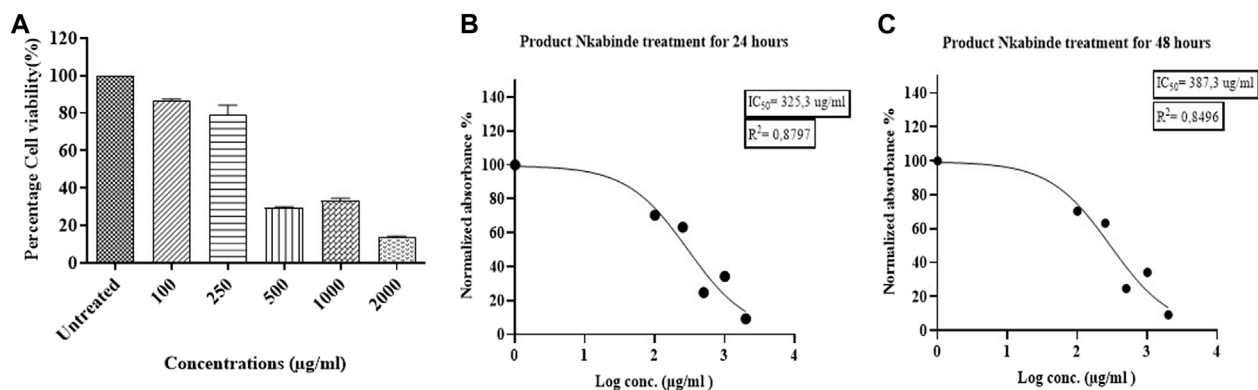 A
Percentage Cell viability(%)
120
100
80
60
40
20
0
Untreated
100
250
500
1000
2000
Concentrations (µg/ml)
B
Product Nkabinde treatment for 24 hours
IC50= 325,3 ug/ml
R2= 0,8797
Normalized absorbance %
140
120
100
80
60
40
20
0
0 1 2 3 4
Log conc. (µg/ml )
C
Product Nkabinde treatment for 48 hours
IC50= 387,3 ug/ml
R2= 0,8496
Normalized absorbance %
140
120
100
80
60
40
20
0
0 1 2 3 4
Log conc. (µg/ml )